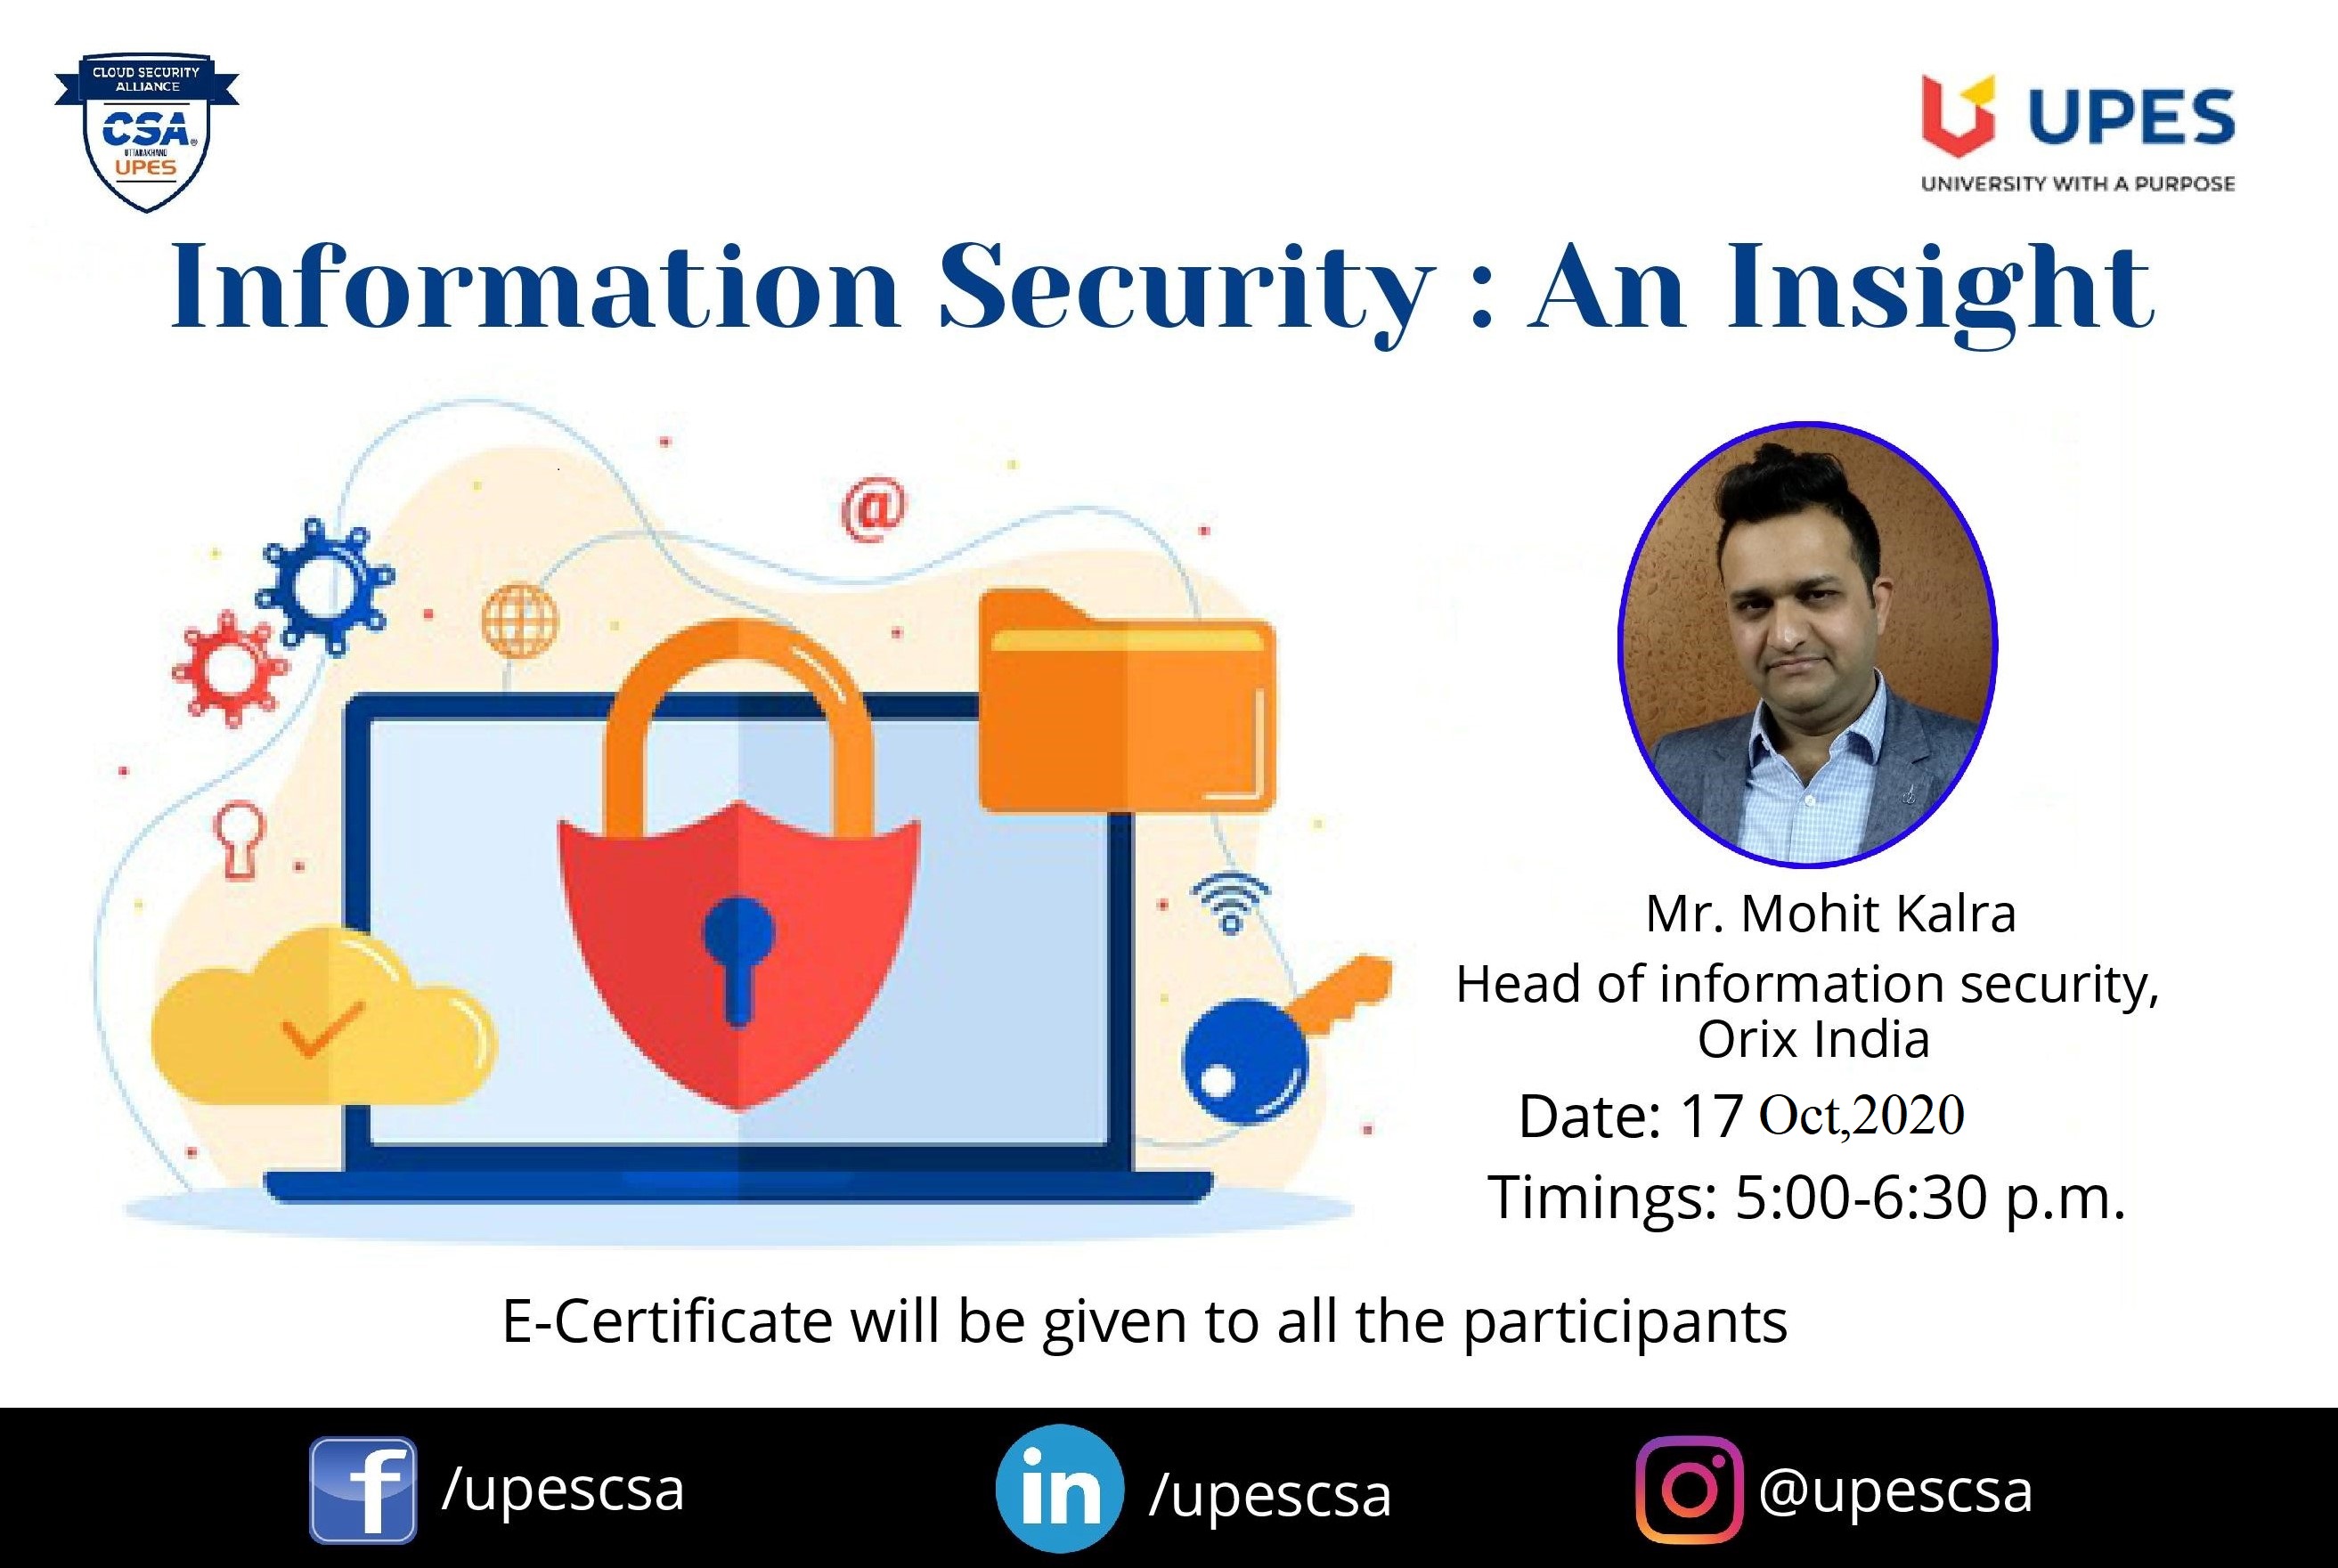 CLOUD SECURITY
ALLIANCE
CSA®
UTTARAKHAND
UPES
UPES
UNIVERSITY WITH A PURPOSE
Information Security : An Insight
@
Mr. Mohit Kalra
Head of information security,
Orix India
Date: 17 Oct,2020
Timings: 5:00-6:30 p.m.
E-Certificate will be given to all the participants
f /upescsa
in /upescsa
@upescsa